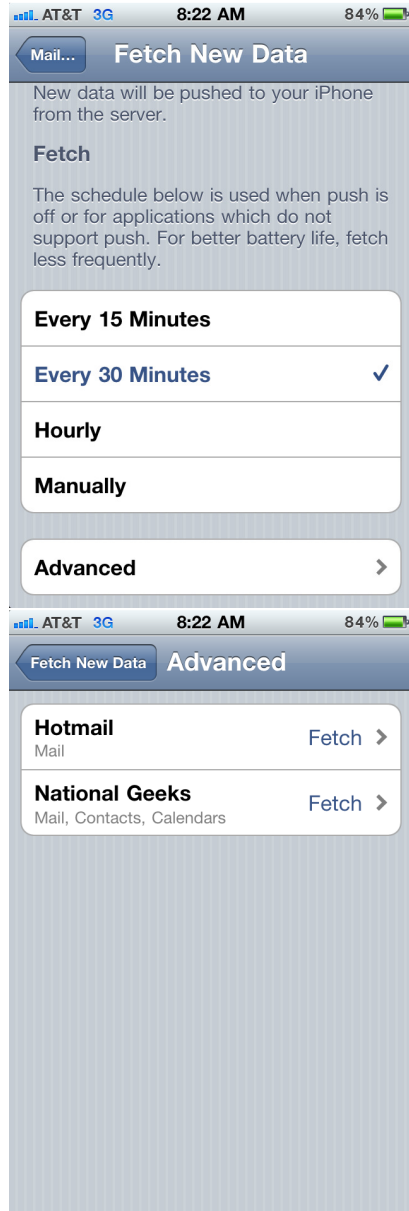 AT&T 3G 8:22 AM 84%
Mail... Fetch New Data
New data will be pushed to your iPhone
from the server.
Fetch
The schedule below is used when push is
off or for applications which do not
support push. For better battery life, fetch
less frequently.
Every 15 Minutes
Every 30 Minutes
Hourly
Manually
Advanced
AT&T 3G 8:22 AM 84%
Fetch New Data Advanced
Hotmail
Mail
Fetch
National Geeks
Mail, Contacts, Calendars
Fetch